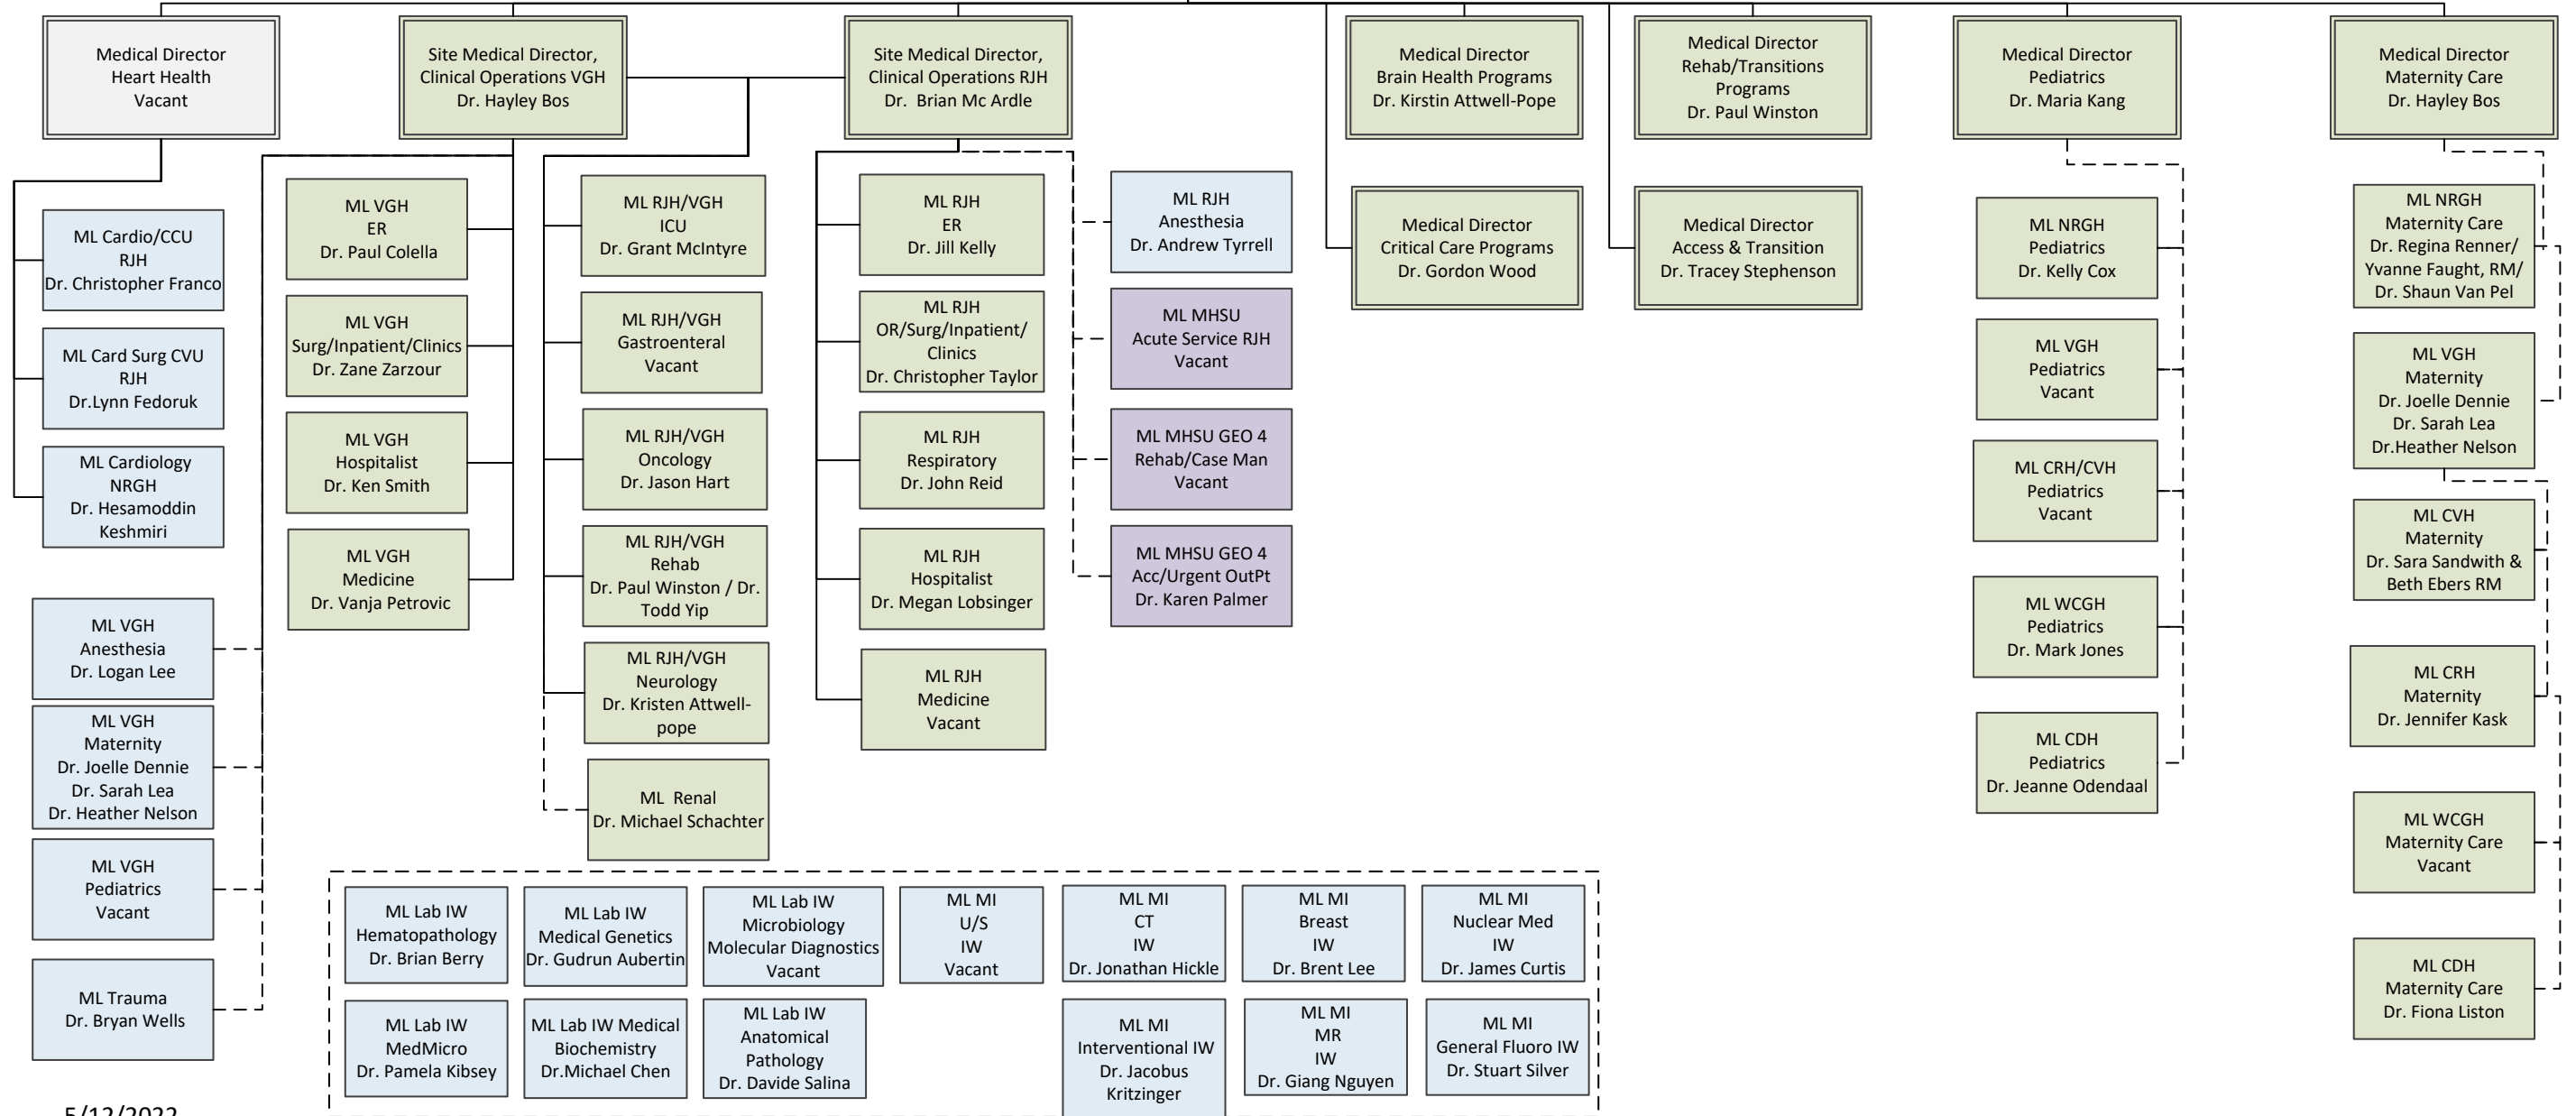 Medical Director
Heart Health
Vacant
Site Medical Director,
Clinical Operations VGH
Dr. Hayley Bos
Site Medical Director,
Clinical Operations RJH
Dr. Brian Mc Ardle
Medical Director
Brain Health Programs
Dr. Kirstin Attwell-Pope
Medical Director
Rehab/Transitions
Programs
Dr. Paul Winston
Medical Director
Pediatrics
Dr. Maria Kang
Medical Director
Maternity Care
Dr. Hayley Bos
ML Cardio/CCU
RJH
Dr. Christopher Franco
ML Card Surg CVU
RJH
Dr.Lynn Fedoruk
ML Cardiology
NRGH
Dr. Hesamoddin
Keshmiri
ML VGH
Anesthesia
Dr. Logan Lee
ML VGH
Maternity
Dr. Joelle Dennie
Dr. Sarah Lea
Dr. Heather Nelson
ML VGH
Pediatrics
Vacant
ML Trauma
Dr. Bryan Wells
ML VGH
ER
Dr. Paul Colella
ML VGH
Surg/Inpatient/Clinics
Dr. Zane Zarzour
ML VGH
Hospitalist
Dr. Ken Smith
ML VGH
Medicine
Dr. Vanja Petrovic
ML RJH/VGH
ICU
Dr. Grant McIntyre
ML RJH/VGH
Gastroenteral
Vacant
ML RJH/VGH
Oncology
Dr. Jason Hart
ML RJH/VGH
Rehab
Dr. Paul Winston / Dr.
Todd Yip
ML RJH/VGH
Neurology
Dr. Kristen Attwell-
pope
ML Renal
Dr. Michael Schachter
ML RJH
ER
Dr. Jill Kelly
ML RJH
OR/Surg/Inpatient/
Clinics
Dr. Christopher Taylor
ML RJH
Respiratory
Dr. John Reid
ML RJH
Hospitalist
Dr. Megan Lobsinger
ML RJH
Medicine
Vacant
ML RJH
Anesthesia
Dr. Andrew Tyrrell
ML MHSU
Acute Service RJH
Vacant
ML MHSU GEO 4
Rehab/Case Man
Vacant
ML MHSU GEO 4
Acc/Urgent OutPt
Dr. Karen Palmer
Medical Director
Critical Care Programs
Dr. Gordon Wood
Medical Director
Access & Transition
Dr. Tracey Stephenson
ML NRGH
Pediatrics
Dr. Kelly Cox
ML VGH
Pediatrics
Vacant
ML CRH/CVH
Pediatrics
Vacant
ML WCGH
Pediatrics
Dr. Mark Jones
ML CDH
Pediatrics
Dr. Jeanne Odendaal
ML NRGH
Maternity Care
Dr. Regina Renner/
Yvanne Faught, RM/
Dr. Shaun Van Pel
ML VGH
Maternity
Dr. Joelle Dennie
Dr. Sarah Lea
Dr.Heather Nelson
ML CVH
Maternity
Dr. Sara Sandwith &
Beth Ebers RM
ML CRH
Maternity
Dr. Jennifer Kask
ML WCGH
Maternity Care
Vacant
ML CDH
Maternity Care
Dr. Fiona Liston
ML Lab IW
Hematopathology
Dr. Brian Berry
ML Lab IW
Medical Genetics
Dr. Gudrun Aubertin
ML Lab IW
Microbiology
Molecular Diagnostics
Vacant
ML MI
U/S
IW
Vacant
ML MI
CT
IW
Dr. Jonathan Hickle
ML MI
Breast
IW
Dr. Brent Lee
ML MI
Nuclear Med
IW
Dr. James Curtis
ML Lab IW
MedMicro
Dr. Pamela Kibsey
ML Lab IW Medical
Biochemistry
Dr.Michael Chen
ML Lab IW
Anatomical
Pathology
Dr. Davide Salina
ML MI
Interventional IW
Dr. Jacobus
Kritzinger
ML MI
MR
IW
Dr. Giang Nguyen
ML MI
General Fluoro IW
Dr. Stuart Silver
5/12/2022